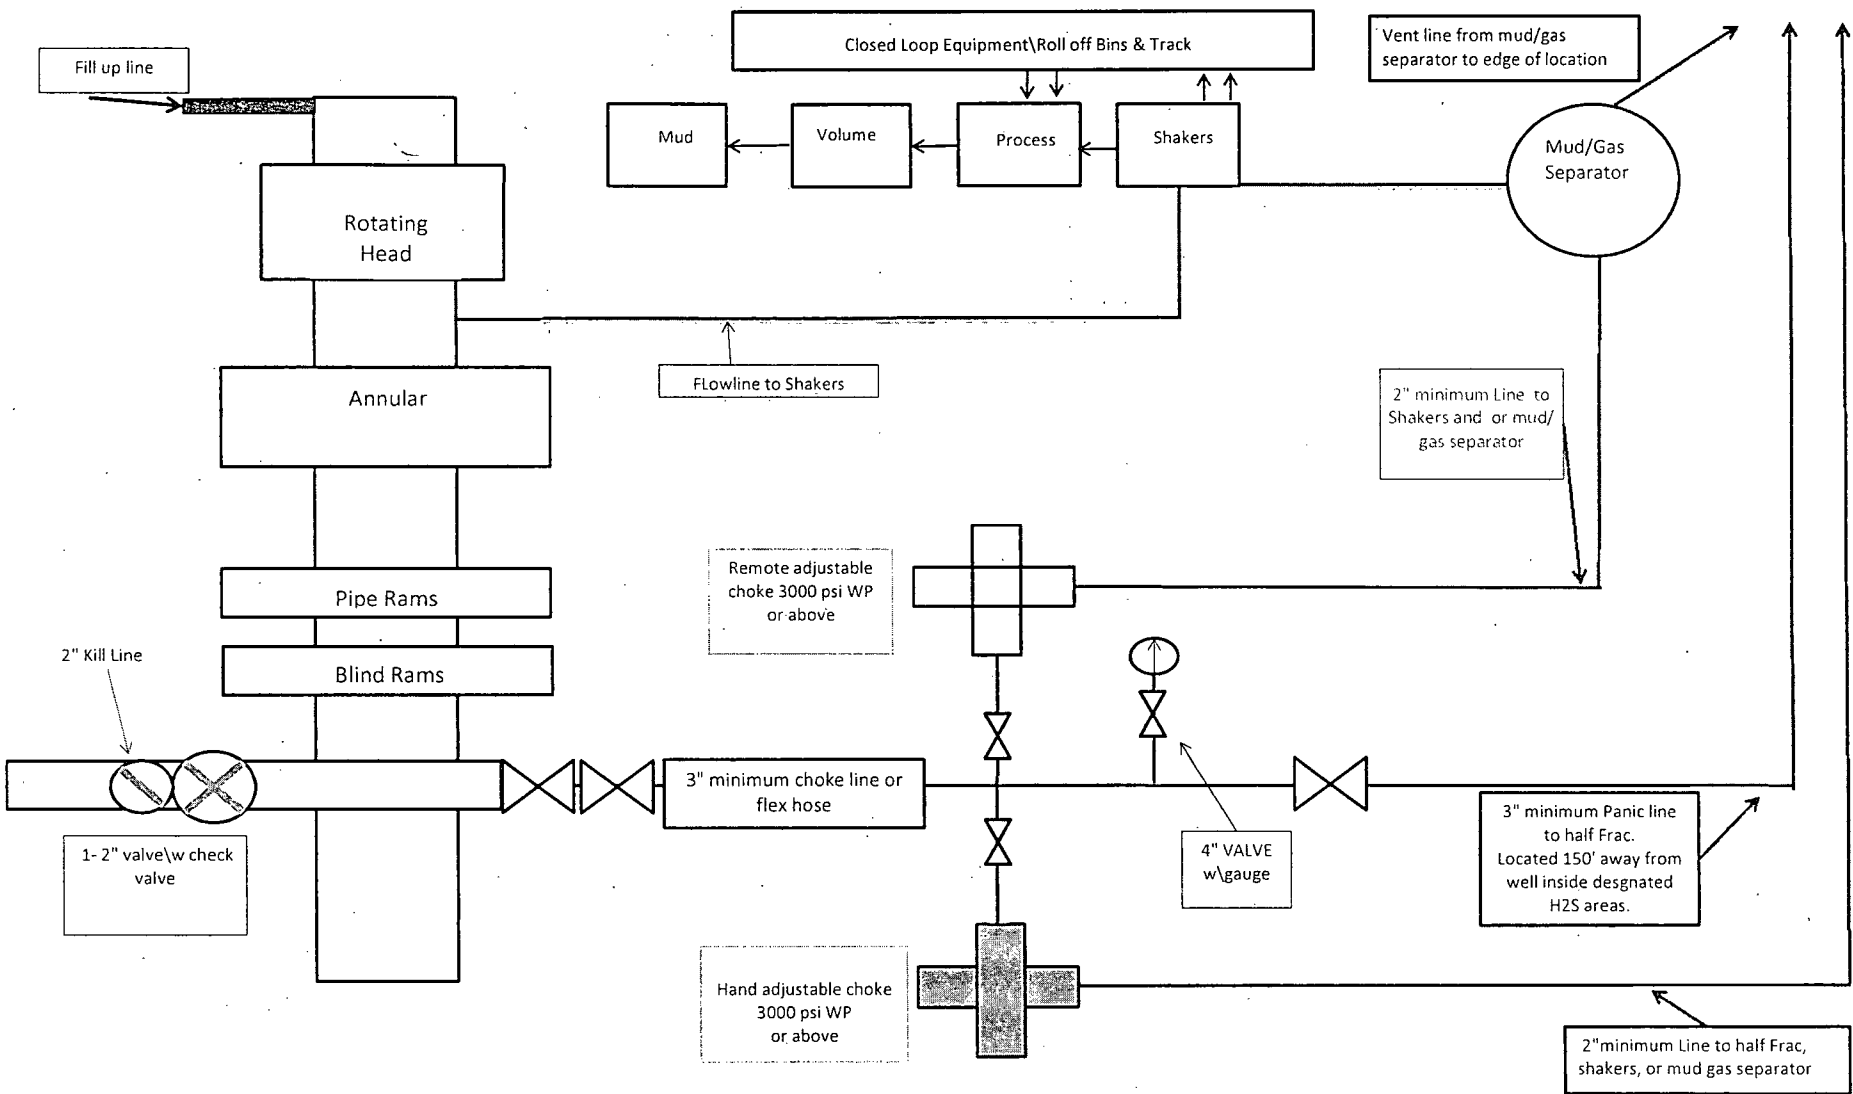 Closed Loop Equipment\Roll off Bins & Track
Vent line from mud/gas
separator to edge of location
Fill up line
Mud
Volume
Process
Shakers
Mud/Gas
Separator
Rotating
Head
FLowline to Shakers
Annular
2" minimum Line to
Shakers and or mud/
gas separator
Remote adjustable
choke 3000 psi WP
or above
Pipe Rams
2" Kill Line
Blind Rams
3" minimum choke line or
flex hose
1- 2" valve\w check
valve
4" VALVE
w\gauge
3" minimum Panic line
to half Frac.
Located 150' away from
well inside desgnated
H2S areas.
Hand adjustable choke
3000 psi WP
or above
2"minimum Line to half Frac,
shakers, or mud gas separator